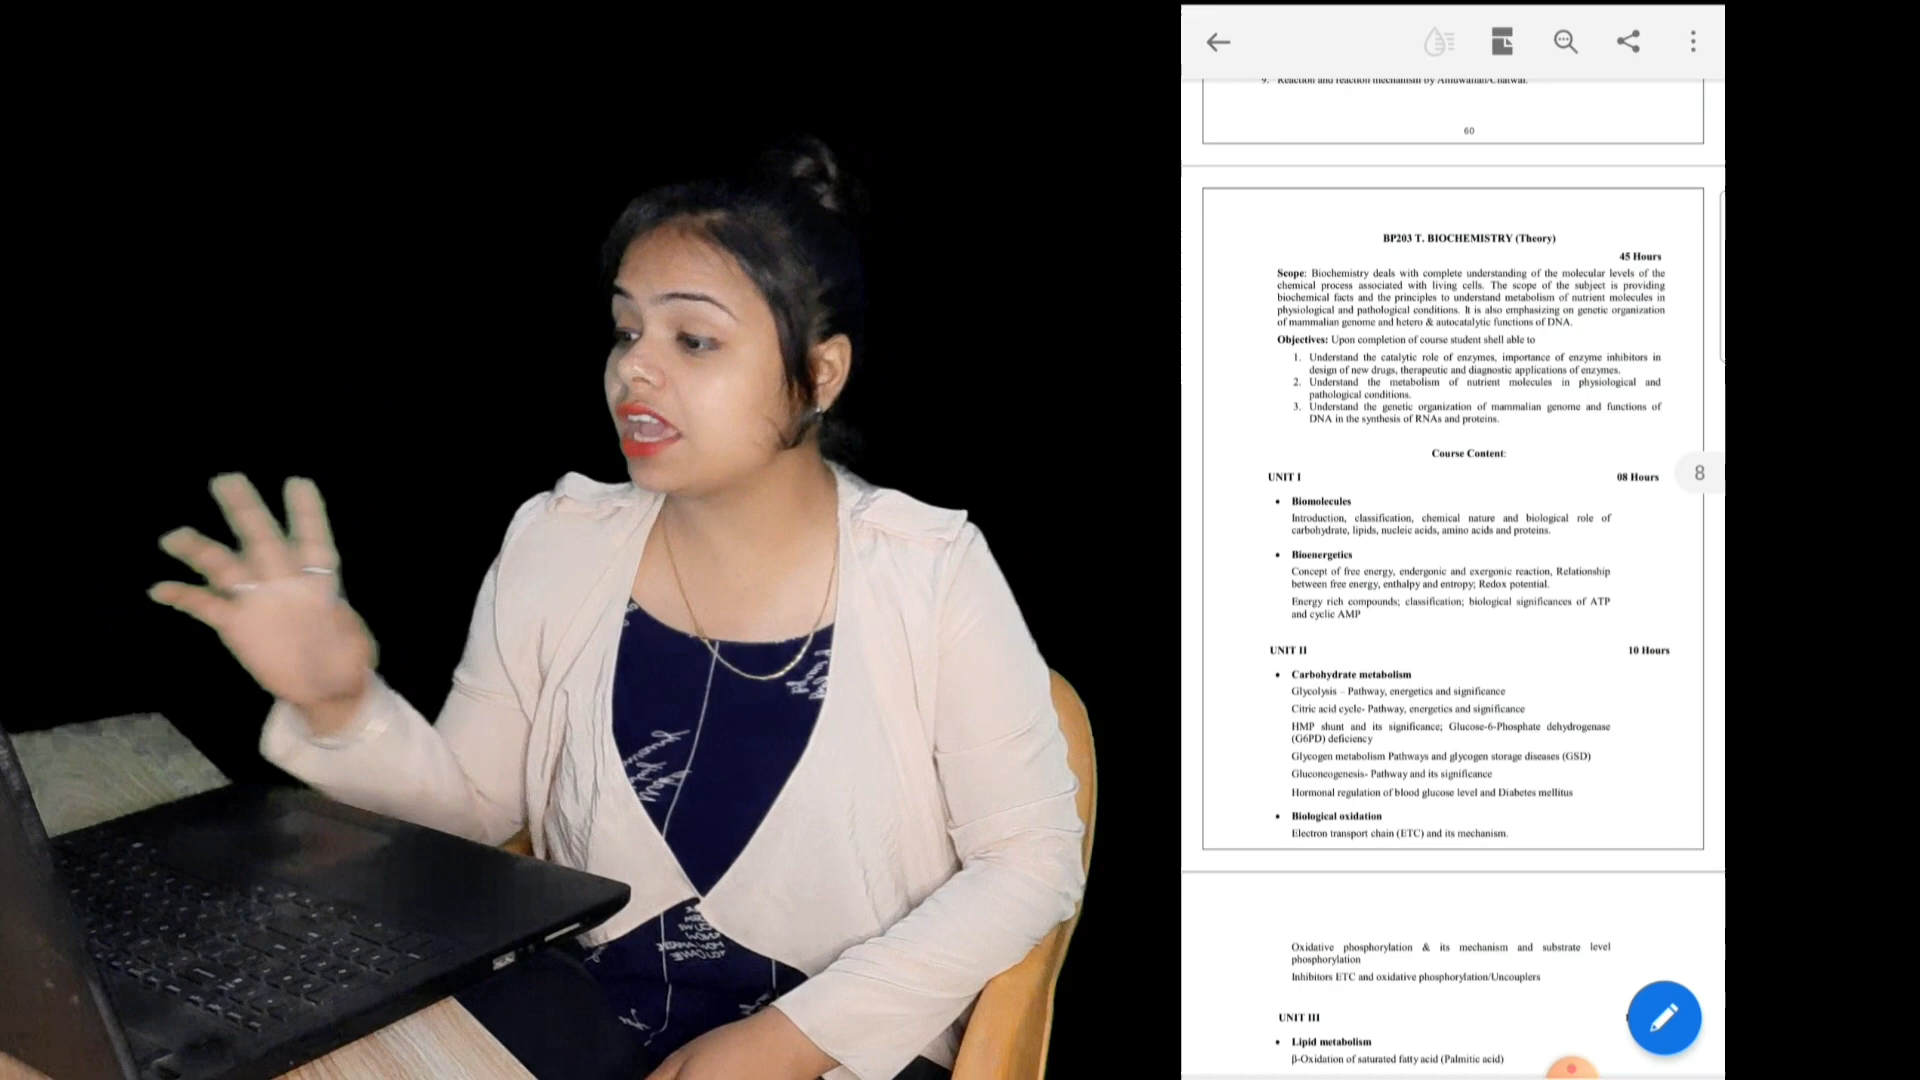 9. Reaction and reaction mechanism by Ahluwaliah/Chatwal.
60
BP203 T. BIOCHEMISTRY (Theory)
45 Hours
Scope: Biochemistry deals with complete understanding of the molecular levels of the
chemical process associated with living cells. The scope of the subject is providing
biochemical facts and the principles to understand metabolism of nutrient molecules in
physiological and pathological conditions. It is also emphasizing on genetic organization
of mammalian genome and hetero & autocatalytic functions of DNA.
Objectives: Upon completion of course student shell able to
1. Understand the catalytic role of enzymes, importance of enzyme inhibitors in
design of new drugs, therapeutic and diagnostic applications of enzymes.
2. Understand the metabolism of nutrient molecules in physiological and
pathological conditions.
3. Understand the genetic organization of mammalian genome and functions of
DNA in the synthesis of RNAs and proteins.
Course Content:
UNIT I 08 Hours
8
• Biomolecules
Introduction, classification, chemical nature and biological role of
carbohydrate, lipids, nucleic acids, amino acids and proteins.
• Bioenergetics
Concept of free energy, endergonic and exergonic reaction, Relationship
between free energy, enthalpy and entropy; Redox potential.
Energy rich compounds; classification; biological significances of ATP
and cyclic AMP
UNIT II 10 Hours
• Carbohydrate metabolism
Glycolysis – Pathway, energetics and significance
Citric acid cycle- Pathway, energetics and significance
HMP shunt and its significance; Glucose-6-Phosphate dehydrogenase
(G6PD) deficiency
Glycogen metabolism Pathways and glycogen storage diseases (GSD)
Gluconeogenesis- Pathway and its significance
Hormonal regulation of blood glucose level and Diabetes mellitus
• Biological oxidation
Electron transport chain (ETC) and its mechanism.
Oxidative phosphorylation & its mechanism and substrate level
phosphorylation
Inhibitors ETC and oxidative phosphorylation/Uncouplers
UNIT III
• Lipid metabolism
β-Oxidation of saturated fatty acid (Palmitic acid)